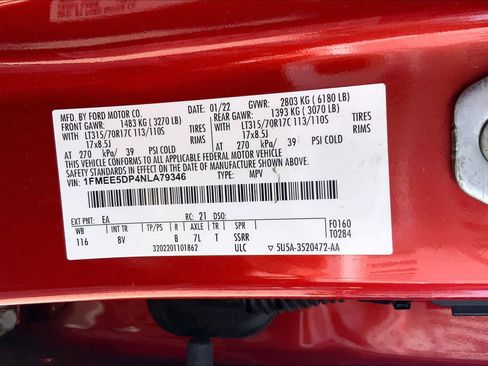 MFD. BY FORD MOTOR CO. 01/22 GVWR: 2803 KG ( 6180 LB)
FRONT GAWR: 1483 KG ( 3270 LB) REAR GAWR: 1393 KG ( 3070 LB)
LT315/70R17C 113/110S TIRES LT315/70R17C 113/110S TIRES
17x8.5J RIMS 17x8.5J RIMS
AT 270 kPa/ 39 PSI COLD AT 270 kPa/ 39 PSI COLD
THIS VEHICLE CONFORMS TO ALL APPLICABLE FEDERAL MOTOR VEHICLE
SAFETY STANDARDS IN EFFECT ON THE DATE OF MANUFACTURE SHOWN ABOVE.
VIN: 1FMEE5DP4NLA79346 TYPE: MPV
EXT PNT: EA RC: 21 DSO: F0160
WB INT TR TP/PS R AXLE TR SPR T0284
116 8V B 7L T SSRR
3202201101862 ULC ▽ 5U5A-3520472-AA